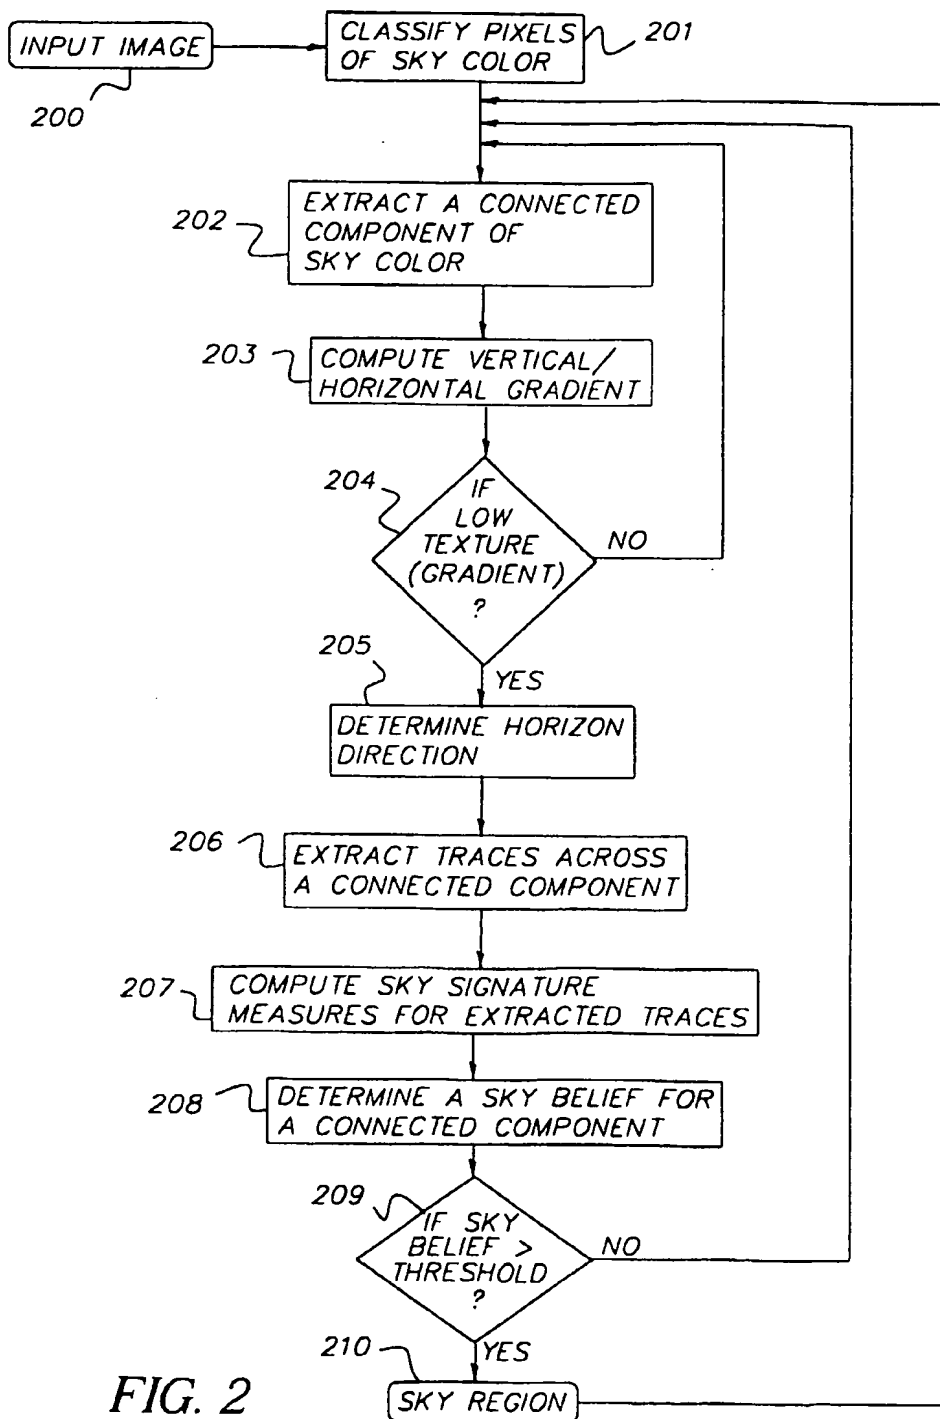 INPUT IMAGE
200
CLASSIFY PIXELS
OF SKY COLOR
201
EXTRACT A CONNECTED
COMPONENT OF
SKY COLOR
202
203
COMPUTE VERTICAL/
HORIZONTAL GRADIENT
204
IF
LOW
TEXTURE
(GRADIENT)
?
NO
205
YES
DETERMINE HORIZON
DIRECTION
206
EXTRACT TRACES ACROSS
A CONNECTED COMPONENT
207
COMPUTE SKY SIGNATURE
MEASURES FOR EXTRACTED TRACES
208
DETERMINE A SKY BELIEF FOR
A CONNECTED COMPONENT
209
IF SKY
BELIEF >
THRESHOLD
?
NO
YES
210
SKY REGION
FIG. 2